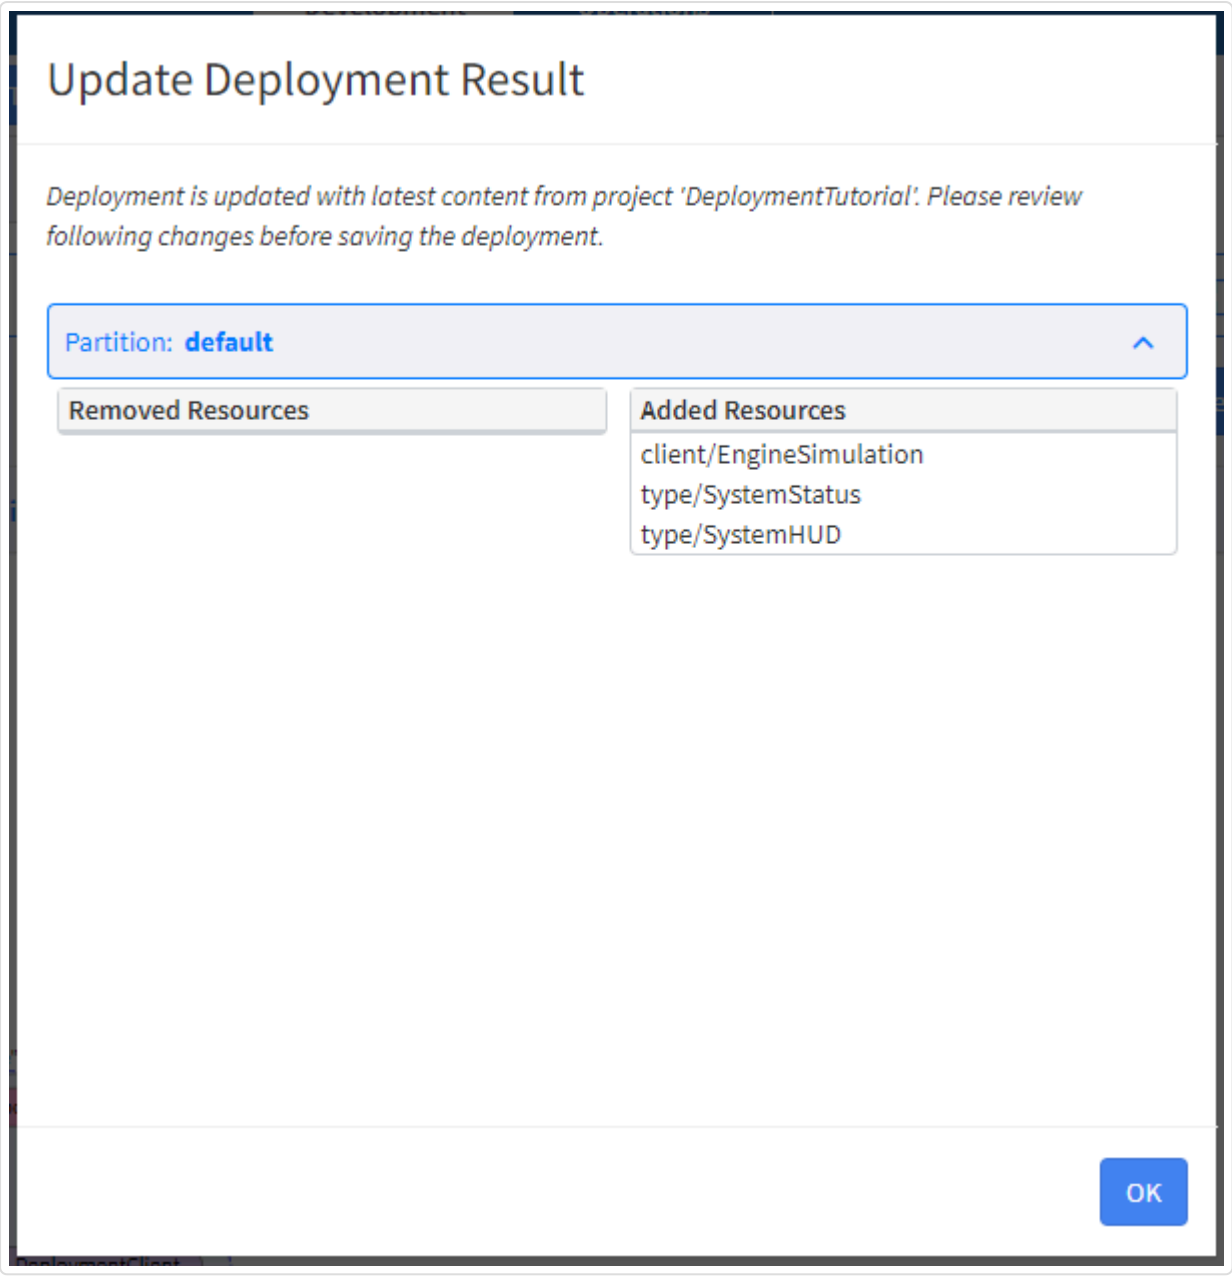 Update Deployment Result
Deployment is updated with latest content from project 'DeploymentTutorial'. Please review
following changes before saving the deployment.
Partition: default
Removed Resources
Added Resources
client/EngineSimulation
type/SystemStatus
type/SystemHUD
OK